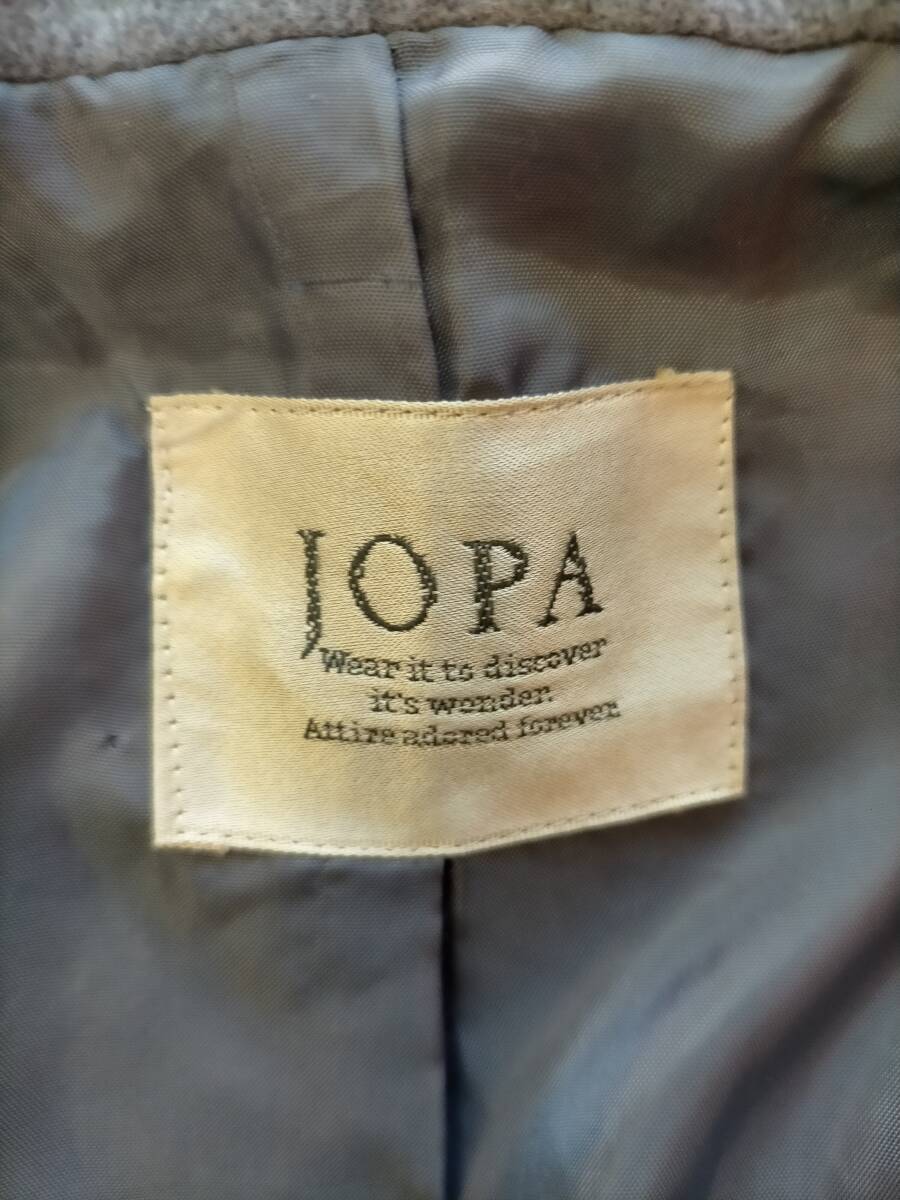 JOPA
Wear it to discover
it's wonder.
Attire adored forever.